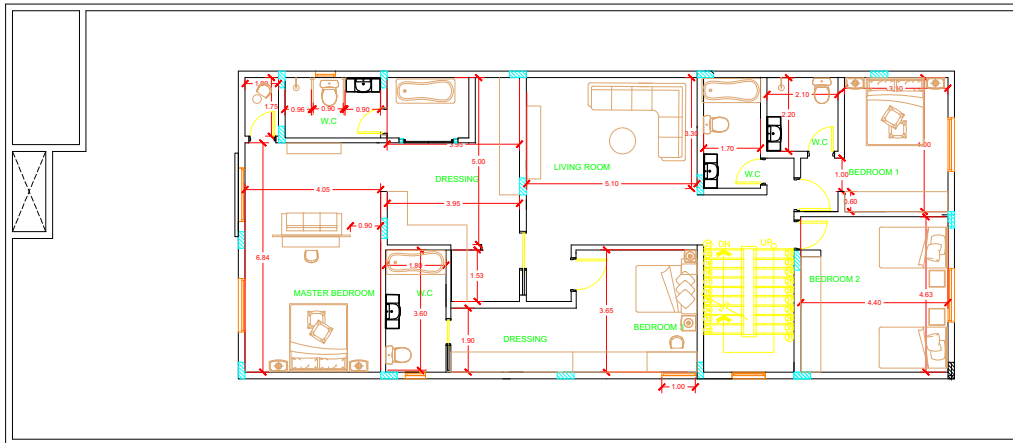 1.00
1.75
0.96
0.90
0.90
W.C
3.95
5.00
DRESSING
3.95
LIVING ROOM
5.10
3.30
1.70
W.C
2.10
2.20
W.C
3.10
BEDROOM 1
1.00
0.60
4.05
0.90
6.84
MASTER BEDROOM
1.80
W.C
3.60
1.53
1.90
DRESSING
3.65
BEDROOM 3
1.00
DN
UP
BEDROOM 2
4.40
4.63